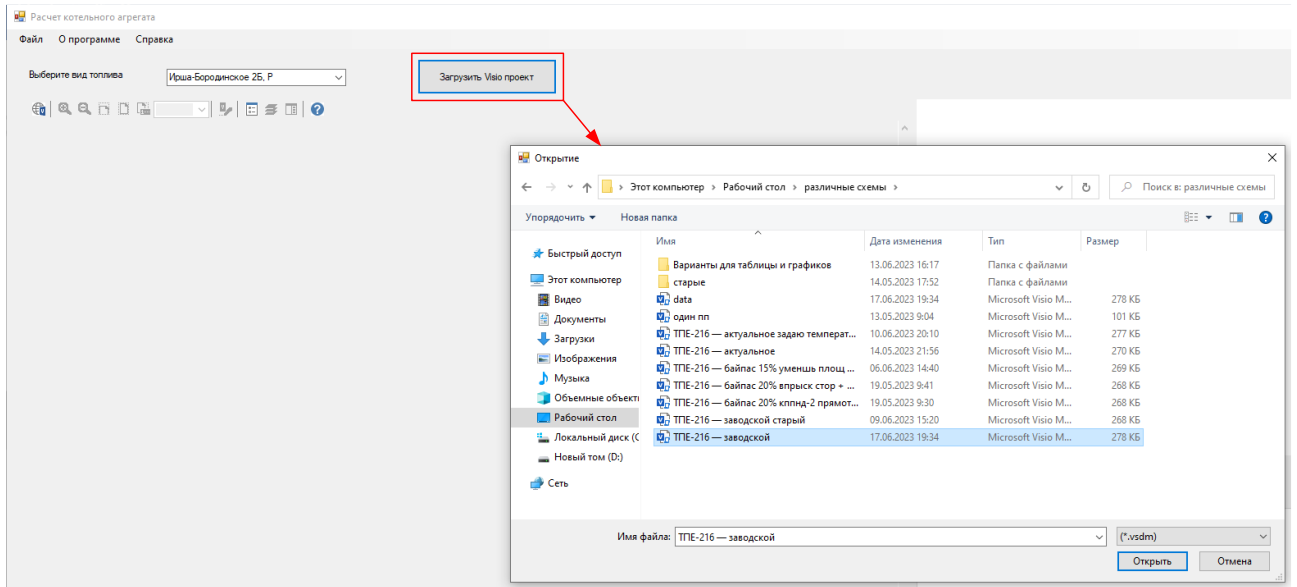 Расчет котельного агрегата
Файл О программе Справка
Выберите вид топлива Ирша-Бородинское 2Б, Р Загрузить Visio проект
Открытие
Этот компьютер > Рабочий стол > различные схемы > Поиск в: различные схемы
Упорядочить Новая папка
Имя Дата изменения Тип Размер
Быстрый доступ
Этот компьютер
Видео
Документы
Загрузки
Изображения
Музыка
Объемные объект
Рабочий стол
Локальный диск (C
Новый том (D:)
Сеть
Варианты для таблицы и графиков 13.06.2023 16:17 Папка с файлами
старые 14.05.2023 17:52 Папка с файлами
data 17.06.2023 19:34 Microsoft Visio M... 278 КБ
один пп 13.05.2023 9:04 Microsoft Visio M... 101 КБ
ТПЕ-216 — актуальное задаю температ... 10.06.2023 20:10 Microsoft Visio M... 277 КБ
ТПЕ-216 — актуальное 14.05.2023 21:56 Microsoft Visio M... 270 КБ
ТПЕ-216 — байпас 15% уменьш площ ... 06.06.2023 14:40 Microsoft Visio M... 269 КБ
ТПЕ-216 — байпас 20% впрыск стор + ... 19.05.2023 9:41 Microsoft Visio M... 268 КБ
ТПЕ-216 — байпас 20% кппнд-2 прямот... 19.05.2023 9:30 Microsoft Visio M... 268 КБ
ТПЕ-216 — заводской старый 09.06.2023 15:20 Microsoft Visio M... 268 КБ
ТПЕ-216 — заводской 17.06.2023 19:34 Microsoft Visio M... 278 КБ
Имя файла: ТПЕ-216 — заводской (*.vsdm)
Открыть Отмена